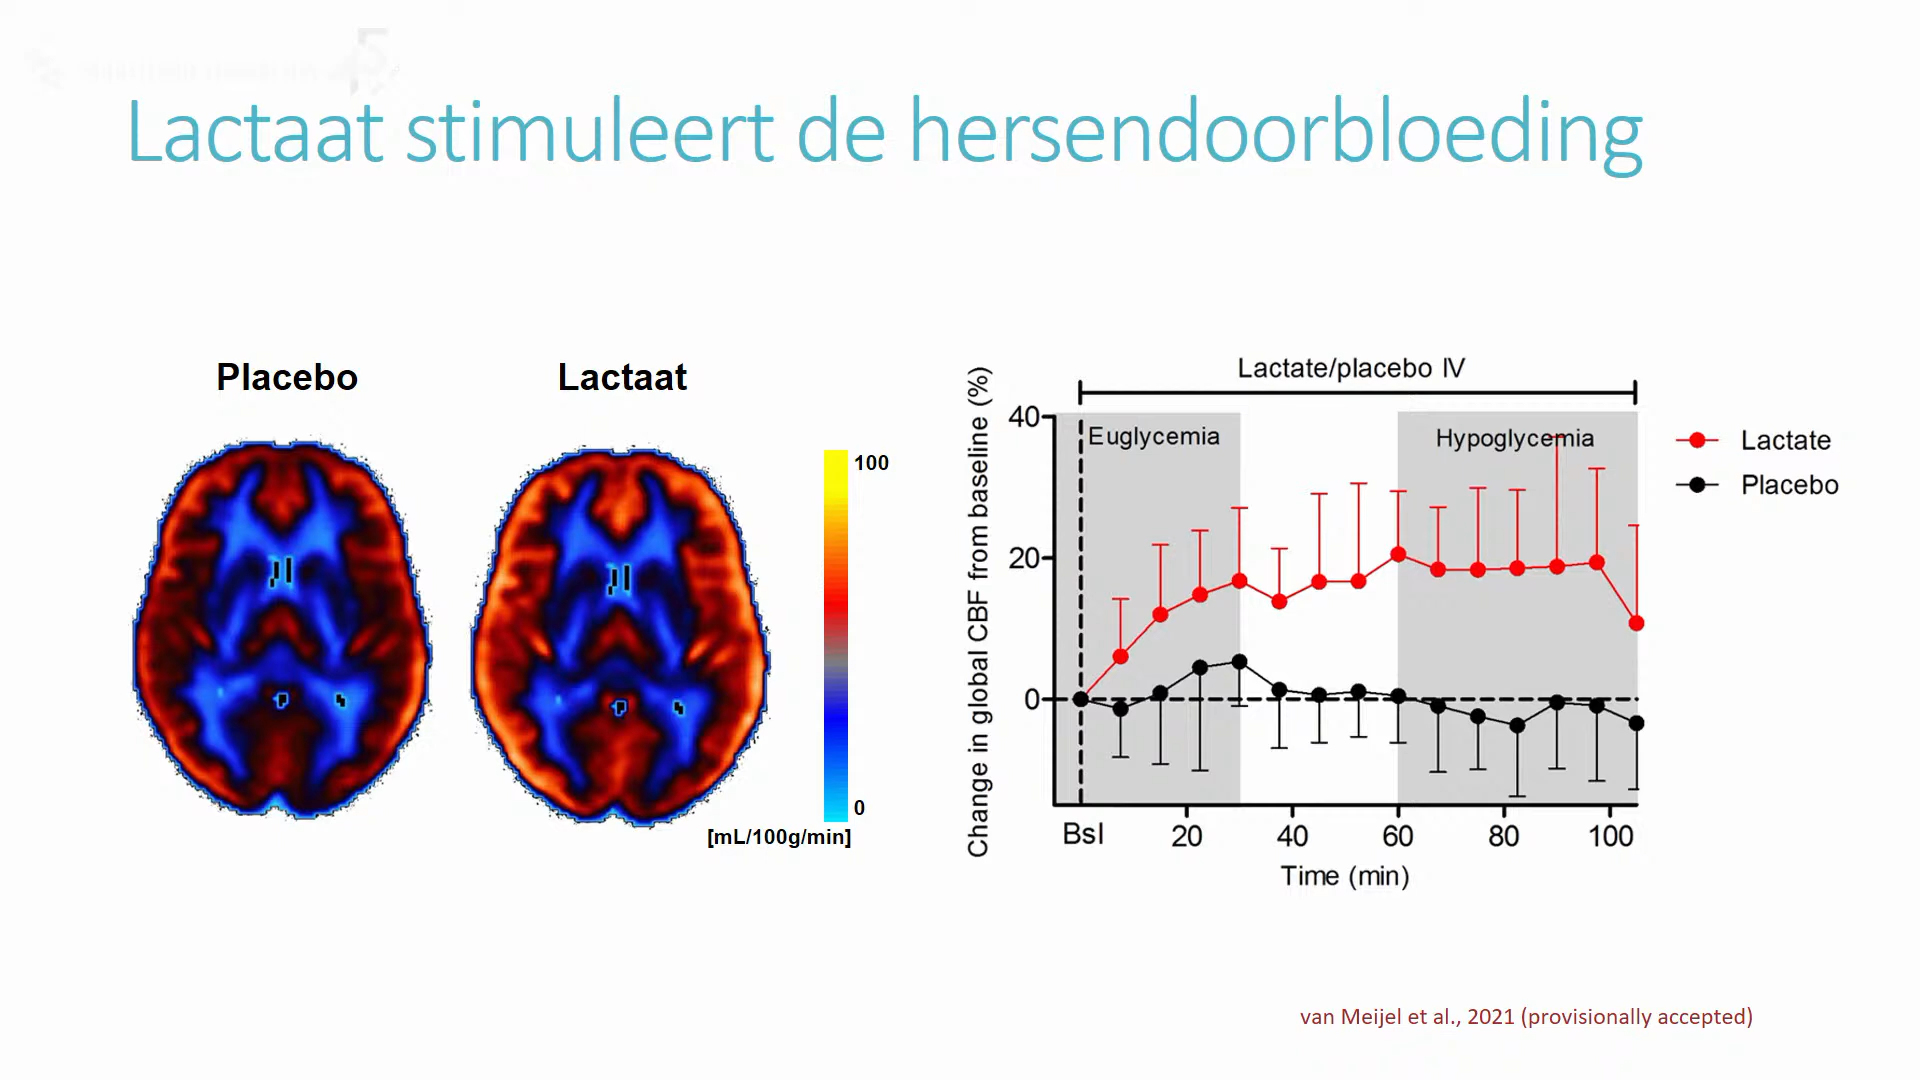 Lactaat stimuleert de hersendoorbloeding
Placebo
Lactaat
100
0
[mL/100g/min]
Lactate/placebo IV
Change in global CBF from baseline (%)
40
20
0
Euglycemia
Hypoglycemia
Bsl
20
40
60
80
100
Time (min)
Lactate
Placebo
van Meijel et al., 2021 (provisionally accepted)